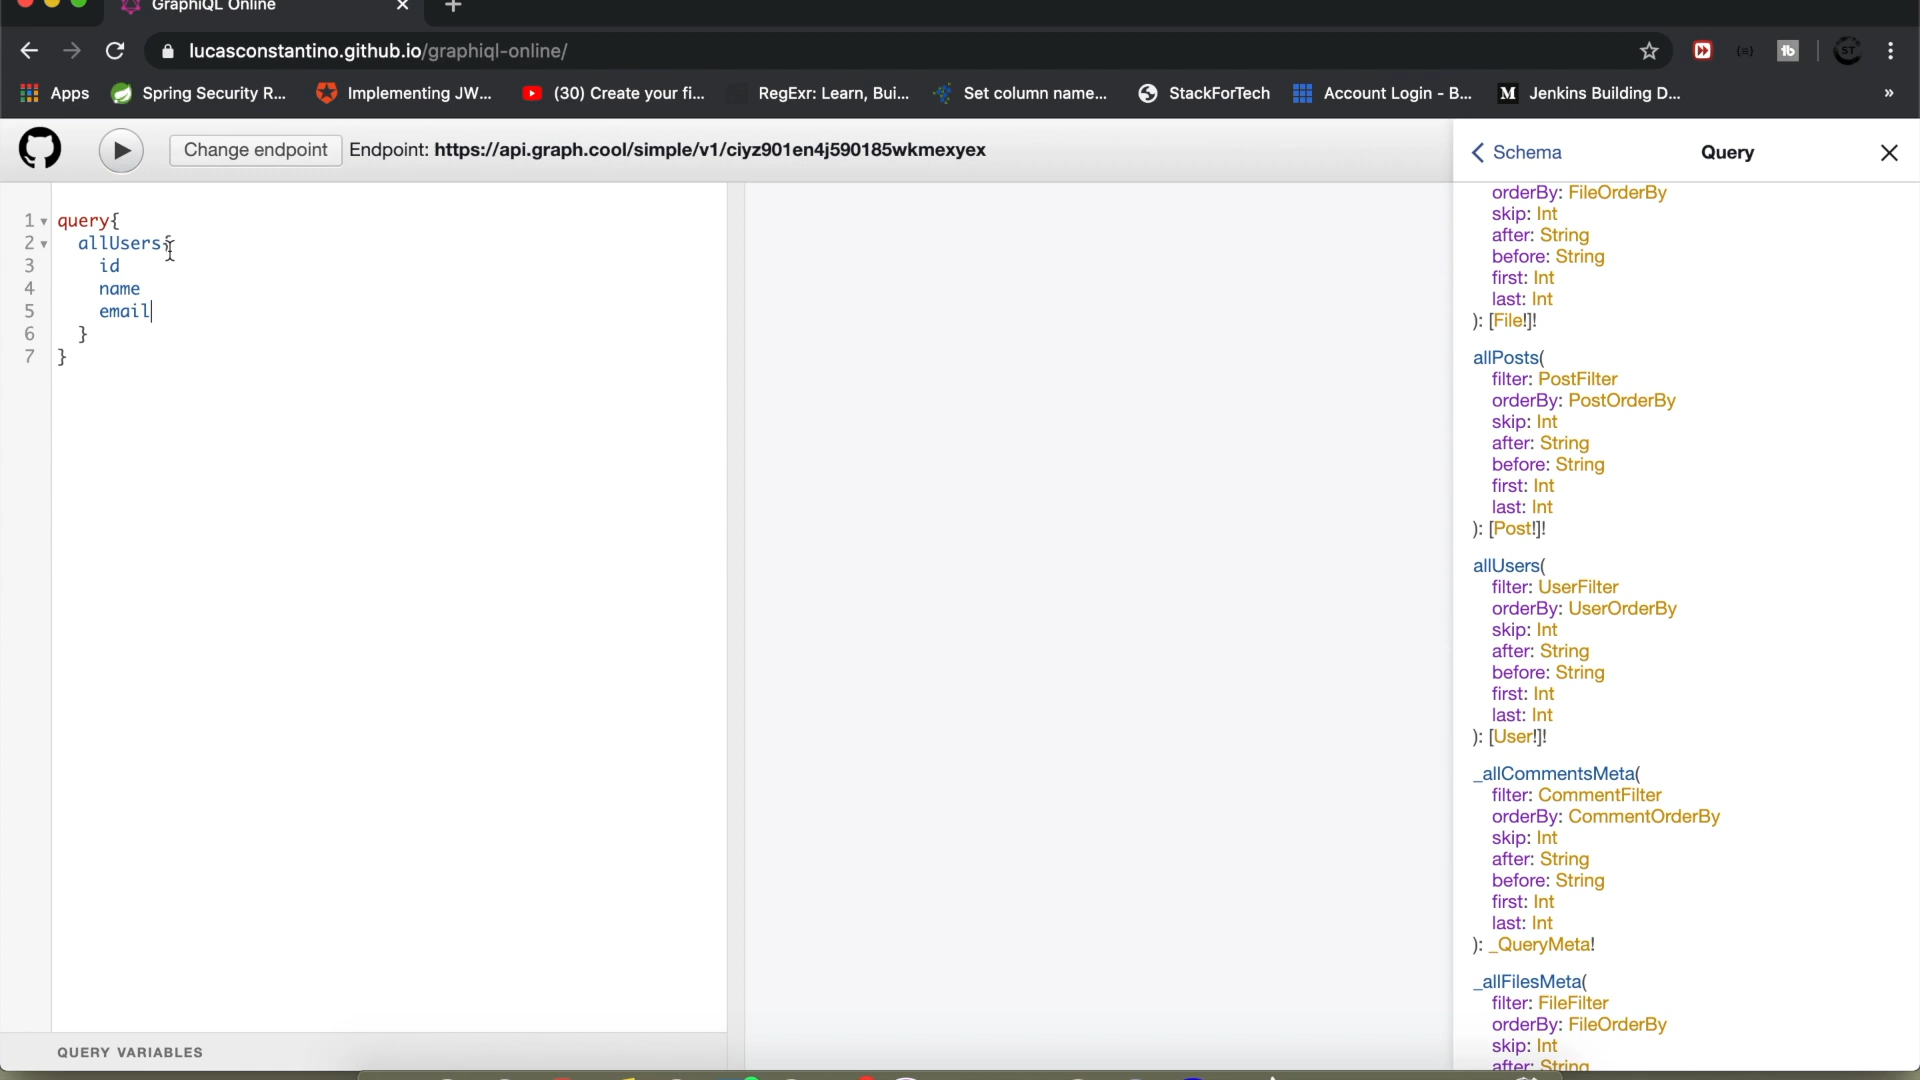 GraphiQL Online
lucasconstantino.github.io/graphiql-online/
Apps Spring Security R... Implementing JW... (30) Create your fi... RegExr: Learn, Bui... Set column name... StackForTech Account Login - B... M Jenkins Building D... »
Change endpoint Endpoint: https://api.graph.cool/simple/v1/ciyz901en4j590185wkmexyex
Schema Query
1 query{
2 allUsers{
3 id
4 name
5 email
6 }
7 }
QUERY VARIABLES
orderBy: FileOrderBy
skip: Int
after: String
before: String
first: Int
last: Int
): [File!]!
allPosts(
filter: PostFilter
orderBy: PostOrderBy
skip: Int
after: String
before: String
first: Int
last: Int
): [Post!]!
allUsers(
filter: UserFilter
orderBy: UserOrderBy
skip: Int
after: String
before: String
first: Int
last: Int
): [User!]!
_allCommentsMeta(
filter: CommentFilter
orderBy: CommentOrderBy
skip: Int
after: String
before: String
first: Int
last: Int
): _QueryMeta!
_allFilesMeta(
filter: FileFilter
orderBy: FileOrderBy
skip: Int
after: String